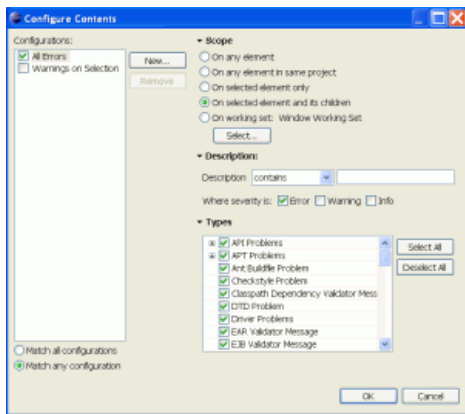 Configure Contents
Configurations:
All Errors
Warnings on Selection
New...
Remove
Scope
On any element
On any element in same project
On selected element only
On selected element and its children
On working set: Window Working Set
Select...
Description:
Description contains
Where severity is: Error Warning Info
Types
API Problems
APT Problems
Ant Buildfile Problem
Checkstyle Problem
Classpath Dependency Validator Mess
DTD Problem
Driver Problems
EAR Validator Message
EJB Validator Message
Select All
Deselect All
Match all configurations
Match any configuration
OK
Cancel